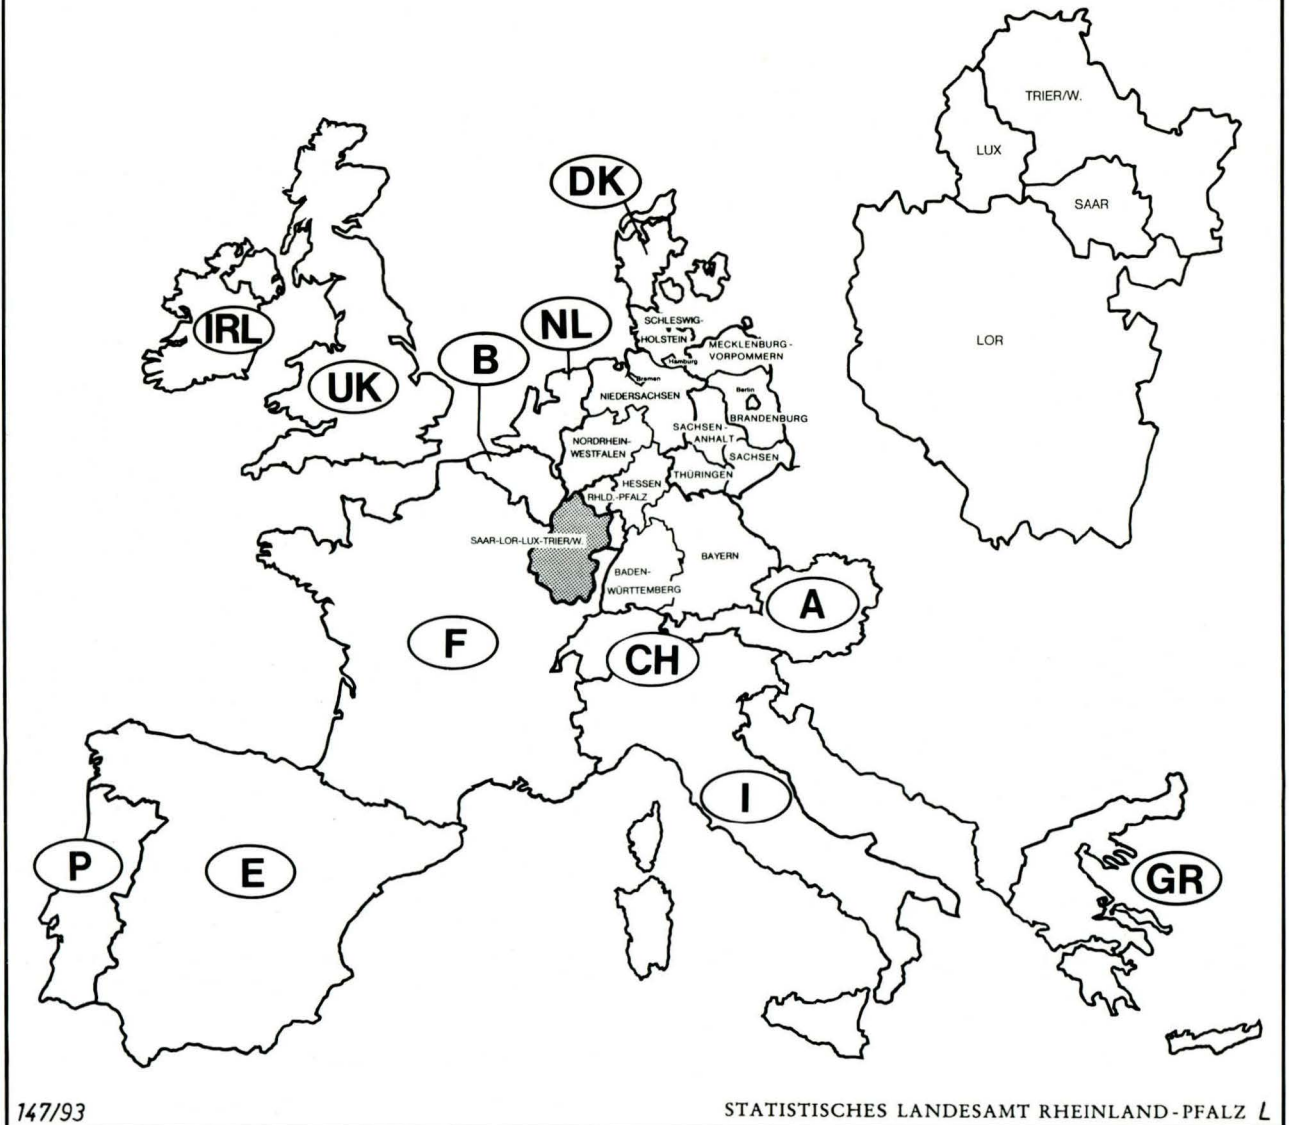 TRIER/W.
LUX
SAAR
LOR
DK
IRL
NL
B
UK
SCHLESWIG-
HOLSTEIN
Hamburg
MECKLENBURG-
VORPOMMERN
Bremen
NIEDERSACHSEN
Berlin
BRANDENBURG
SACHSEN-
ANHALT
NORDRHEIN-
WESTFALEN
SACHSEN
THÜRINGEN
HESSEN
RHLD.-PFALZ
SAAR-LOR-LUX-TRIER/W.
BAYERN
BADEN-
WÜRTTEMBERG
A
F
CH
I
P
E
GR
147/93
STATISTISCHES LANDESAMT RHEINLAND-PFALZ L